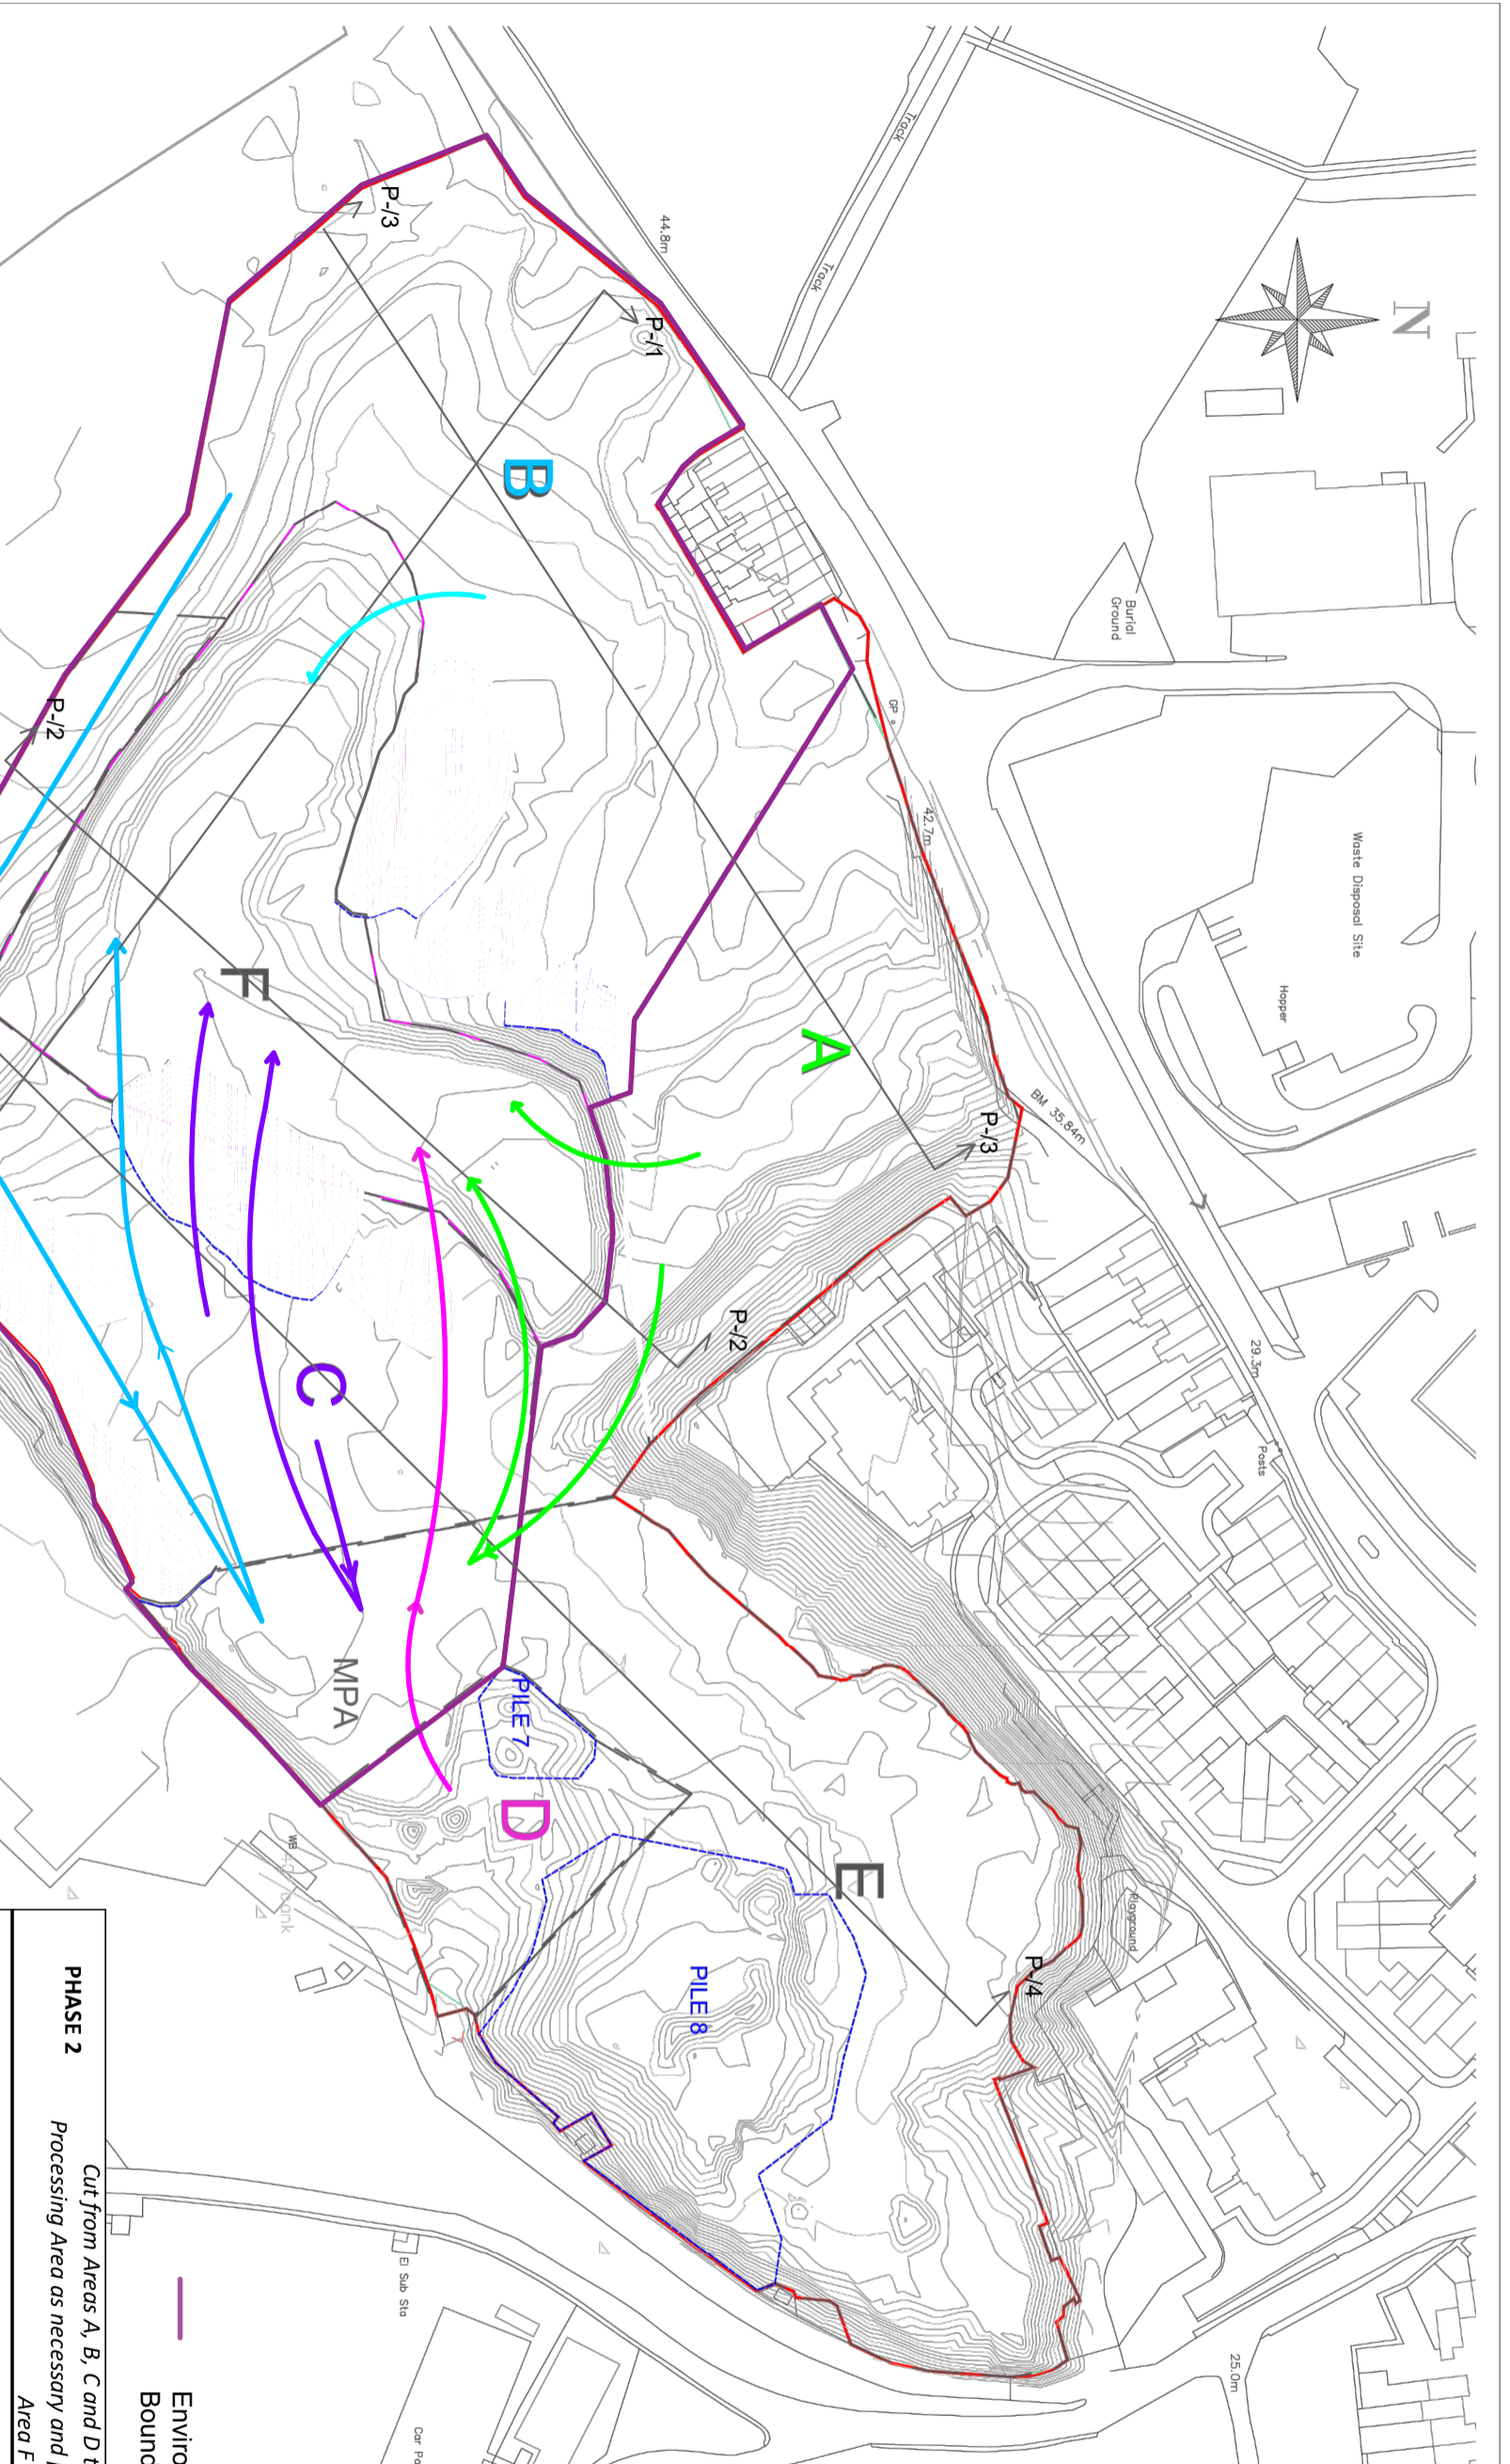 N
Track
Track
44.8m
P-/3
P-/1
B
Burial
Ground
GP
Waste Disposal Site
Hopper
42.7m
P-/2
F
A
BM 35.84m
P-/3
P-/2
29.3m
Posts
C
MPA
PILE 7
D
E
PILE 8
Playground
P-/4
WB
El Sub Sta
25.0m
Car
PHASE 2
Cut from Areas A, B, C and D
Processing Area as necessary and
Area F